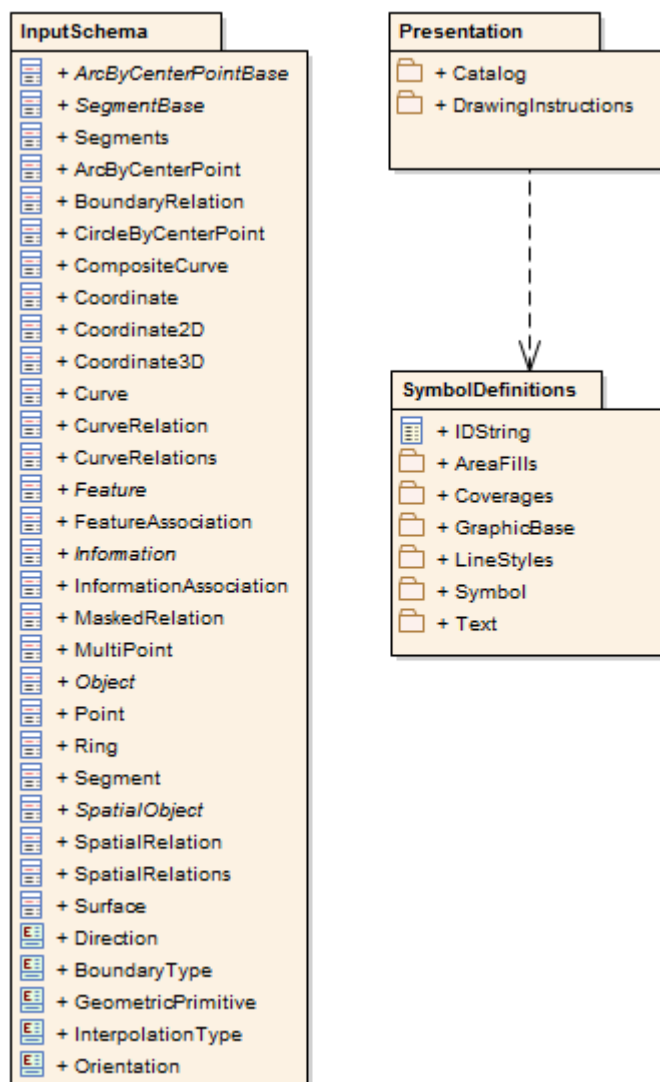 InputSchema
+ ArcByCenterPointBase
+ SegmentBase
+ Segments
+ ArcByCenterPoint
+ BoundaryRelation
+ CircleByCenterPoint
+ CompositeCurve
+ Coordinate
+ Coordinate2D
+ Coordinate3D
+ Curve
+ CurveRelation
+ CurveRelations
+ Feature
+ FeatureAssociation
+ Information
+ InformationAssociation
+ MaskedRelation
+ MultiPoint
+ Object
+ Point
+ Ring
+ Segment
+ SpatialObject
+ SpatialRelation
+ SpatialRelations
+ Surface
+ Direction
+ BoundaryType
+ GeometricPrimitive
+ InterpolationType
+ Orientation
Presentation
+ Catalog
+ DrawingInstructions
SymbolDefinitions
+ IDString
+ AreaFills
+ Coverages
+ GraphicBase
+ LineStyles
+ Symbol
+ Text